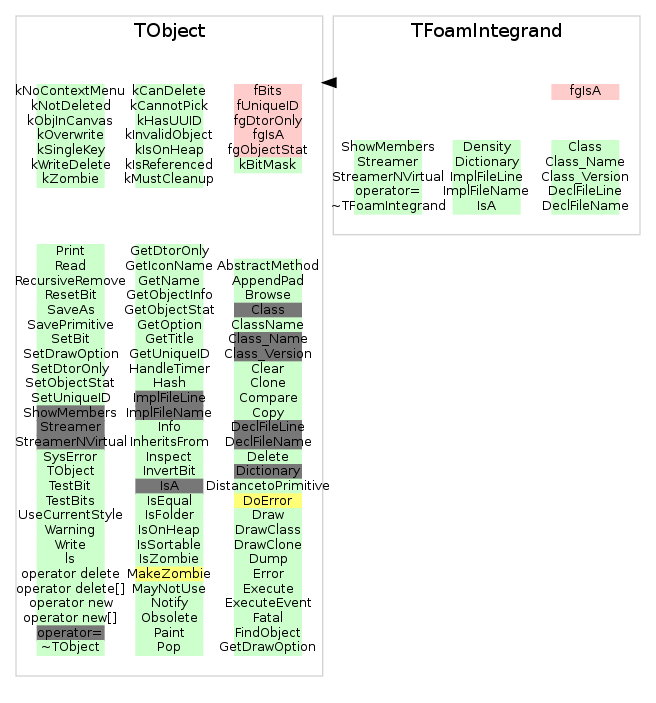 TObject
kNoContextMenu kCanDelete fBits
kNotDeleted kCannotPick fUniqueID
kObjInCanvas kHasUUID fgDtorOnly
kOverwrite kInvalidObject fgIsA
kSingleKey kIsOnHeap fgObjectStat
kWriteDelete kIsReferenced kBitMask
kZombie kMustCleanup
Print GetDtorOnly
Read GetIconName AbstractMethod
RecursiveRemove GetName AppendPad
ResetBit GetObjectInfo Browse
SaveAs GetObjectStat Class
SavePrimitive GetOption ClassName
SetBit GetTitle Class_Name
SetDrawOption GetUniqueID Class_Version
SetDtorOnly HandleTimer Clear
SetObjectStat Hash Clone
SetUniqueID ImplFileLine Compare
ShowMembers ImplFileName Copy
Streamer Info DeclFileLine
StreamerNVirtual InheritsFrom DeclFileName
SysError Inspect Delete
TObject InvertBit Dictionary
TestBit IsA DistancetoPrimitive
TestBits IsEqual DoError
UseCurrentStyle IsFolder Draw
Warning IsOnHeap DrawClass
Write IsSortable DrawClone
ls IsZombie Dump
operator delete MakeZombie Error
operator delete[] MayNotUse Execute
operator new Notify ExecuteEvent
operator new[] Obsolete Fatal
operator= Paint FindObject
~TObject Pop GetDrawOption
TFoamIntegrand
fgIsA
ShowMembers Density Class
Streamer Dictionary Class_Name
StreamerNVirtual ImplFileLine Class_Version
operator= ImplFileName DeclFileLine
~TFoamIntegrand IsA DeclFileName